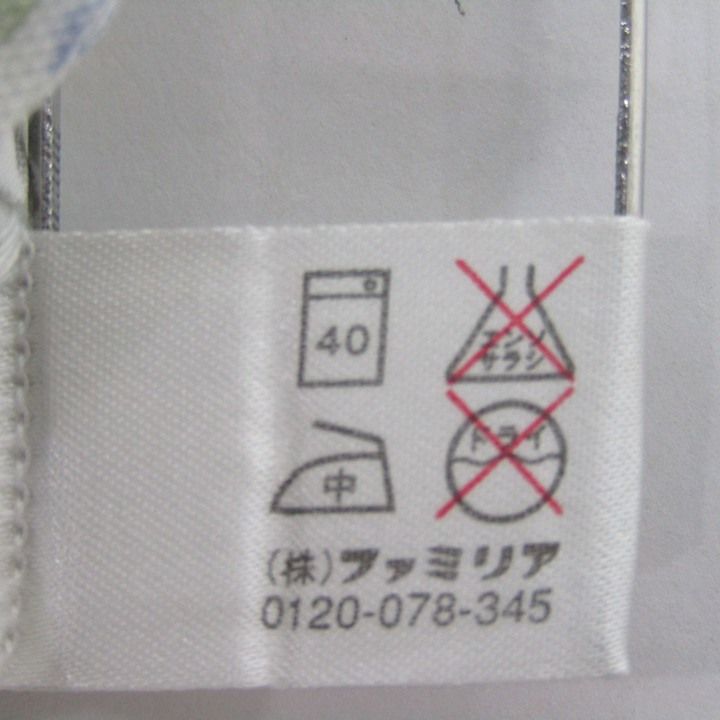 40
エンソ
サラシ
中
ドライ
(株)ファミリア
0120-078-345